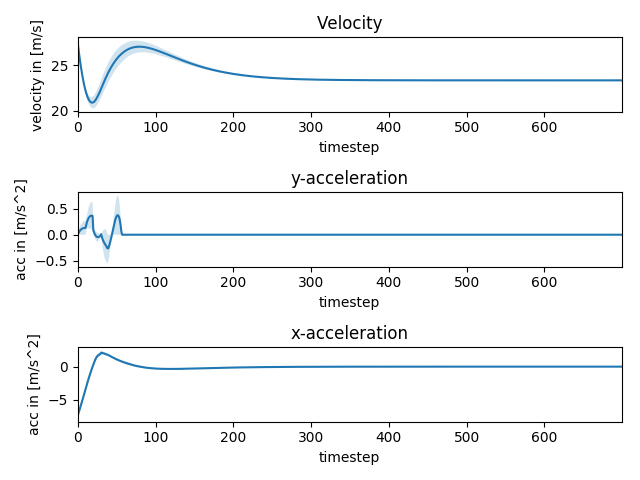 Velocity
velocity in [m/s]
25
20
0 100 200 300 400 500 600
timestep
y-acceleration
acc in [m/s^2]
0.5
0.0
−0.5
0 100 200 300 400 500 600
timestep
x-acceleration
acc in [m/s^2]
0
−5
0 100 200 300 400 500 600
timestep